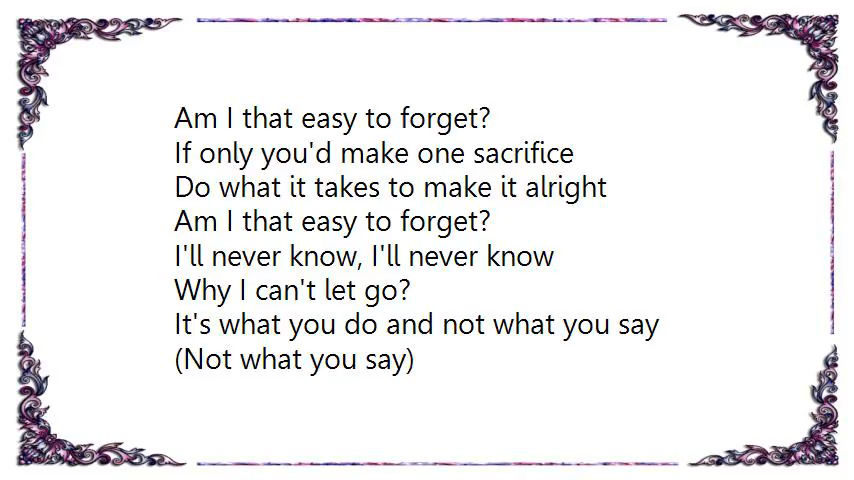 Am I that easy to forget?
If only you'd make one sacrifice
Do what it takes to make it alright
Am I that easy to forget?
I'll never know, I'll never know
Why I can't let go?
It's what you do and not what you say
(Not what you say)